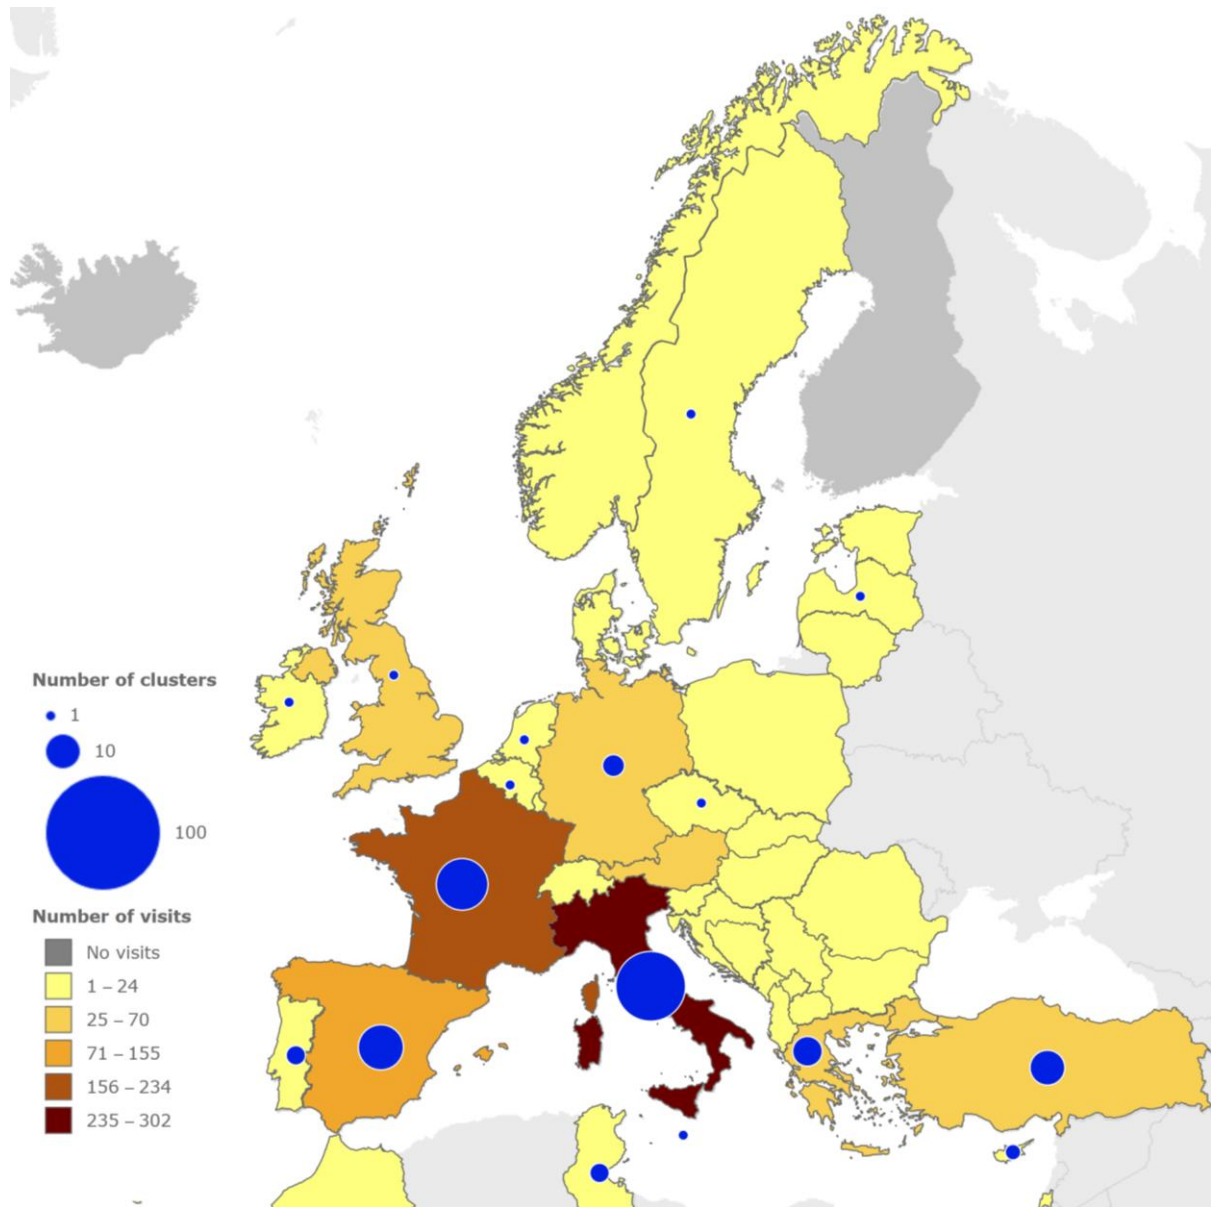 Number of clusters
1
10
100
Number of visits
No visits
1 – 24
25 – 70
71 – 155
156 – 234
235 – 302